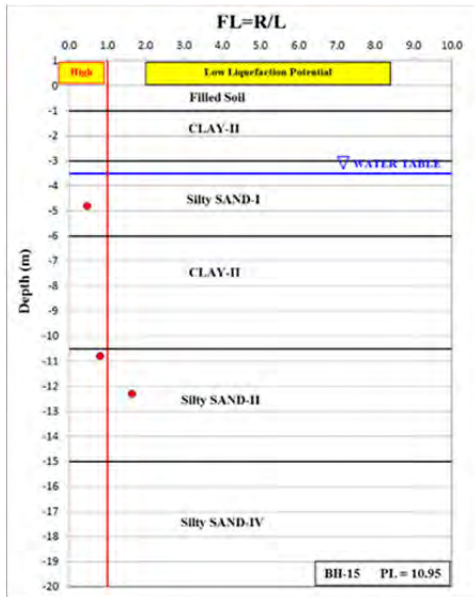 FL=R/L
0.0 1.0 2.0 3.0 4.0 5.0 6.0 7.0 8.0 9.0 10.0
1
High Low Liquefaction Potential
0
Filled Soil
-1
CLAY-II
-2
-3
WATER TABLE
-4
Silty SAND-I
-5
-6
CLAY-II
-7
-8
-9
-10
-11
-12
Silty SAND-II
-13
-14
-15
-16
-17
Silty SAND-IV
-18
-19
BH-15 PL = 10.95
-20
Depth (m)